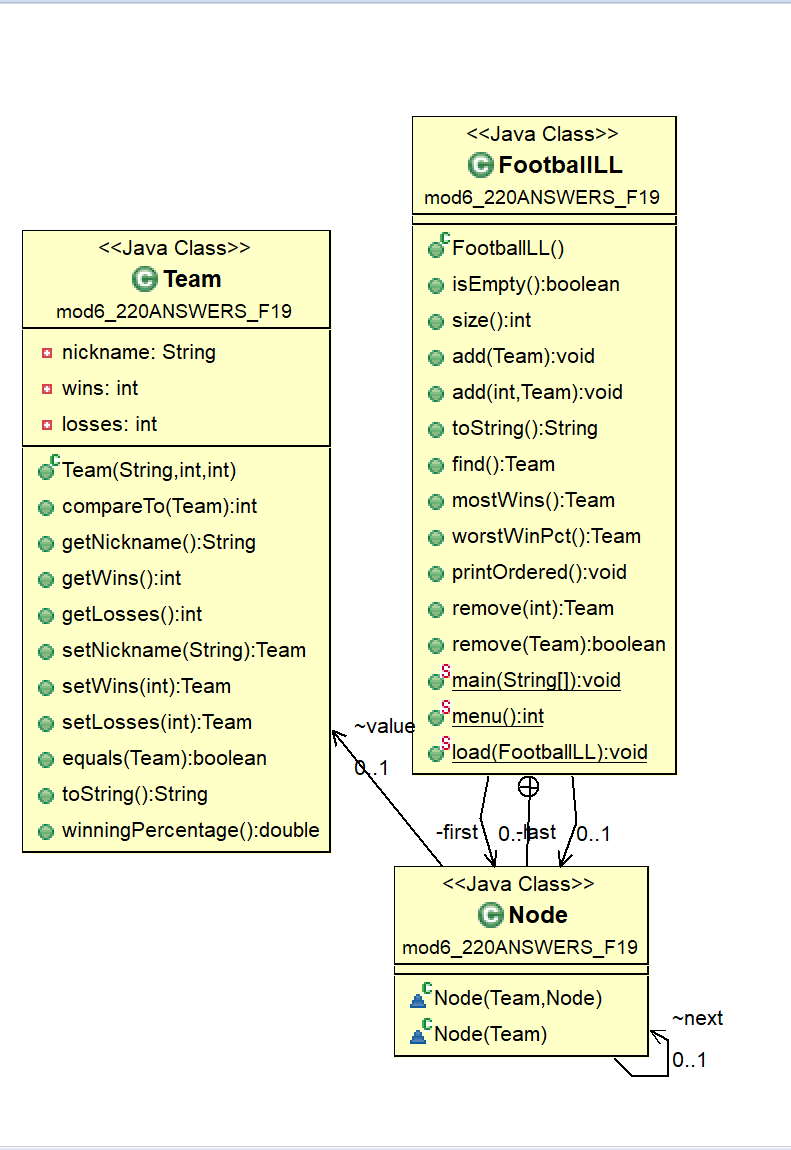 <<Java Class>>
Team
mod6_220ANSWERS_F19
nickname: String
wins: int
losses: int
Team(String,int,int)
compareTo(Team):int
getNickname():String
getWins():int
getLosses():int
setNickname(String):Team
setWins(int):Team
setLosses(int):Team
equals(Team):boolean
toString():String
winningPercentage():double
<<Java Class>>
FootballLL
mod6_220ANSWERS_F19
FootballLL()
isEmpty():boolean
size():int
add(Team):void
add(int,Team):void
toString():String
find():Team
mostWins():Team
worstWinPct():Team
printOrdered():void
remove(int):Team
remove(Team):boolean
main(String[]):void
menu():int
load(FootballLL):void
~value
0..1
-first
0..1
-last
0..1
<<Java Class>>
Node
mod6_220ANSWERS_F19
Node(Team,Node)
Node(Team)
~next
0..1